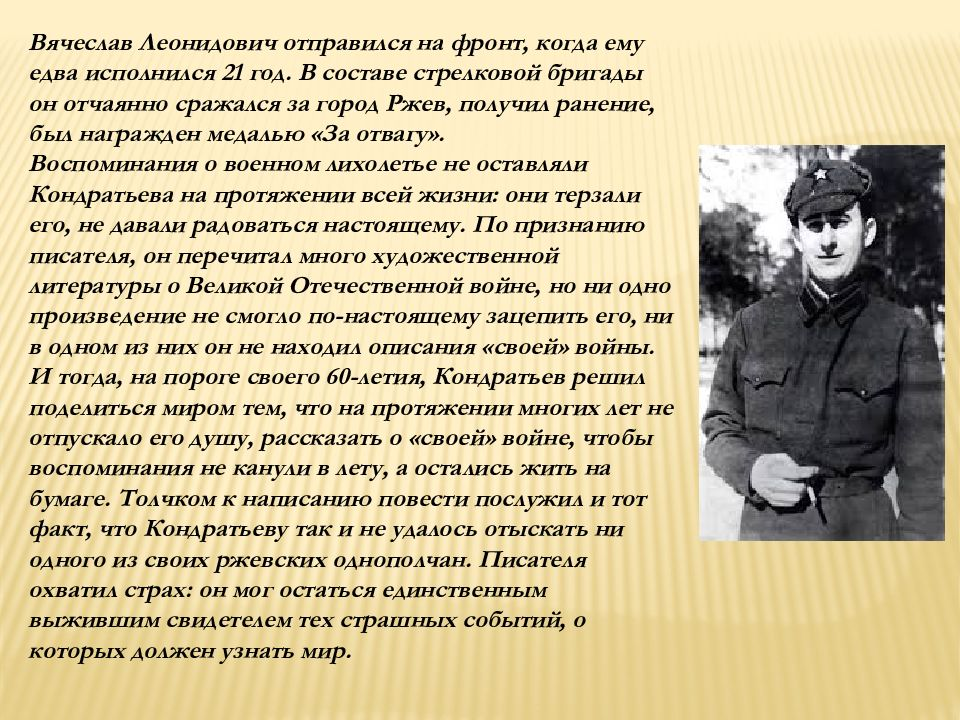 Вячеслав Леонидович отправился на фронт, когда ему
едва исполнился 21 год. В составе стрелковой бригады
он отчаянно сражался за город Ржев, получил ранение,
был награжден медалью «За отвагу».
Воспоминания о военном лихолетье не оставляли
Кондратьева на протяжении всей жизни: они терзали
его, не давали радоваться настоящему. По признанию
писателя, он перечитал много художественной
литературы о Великой Отечественной войне, но ни одно
произведение не смогло по-настоящему зацепить его, ни
в одном из них он не находил описания «своей» войны.
И тогда, на пороге своего 60-летия, Кондратьев решил
поделиться миром тем, что на протяжении многих лет не
отпускало его душу, рассказать о «своей» войне, чтобы
воспоминания не канули в лету, а остались жить на
бумаге. Толчком к написанию повести послужил и тот
факт, что Кондратьеву так и не удалось отыскать ни
одного из своих ржевских однополчан. Писателя
охватил страх: он мог остаться единственным
выжившим свидетелем тех страшных событий, о
которых должен узнать мир.